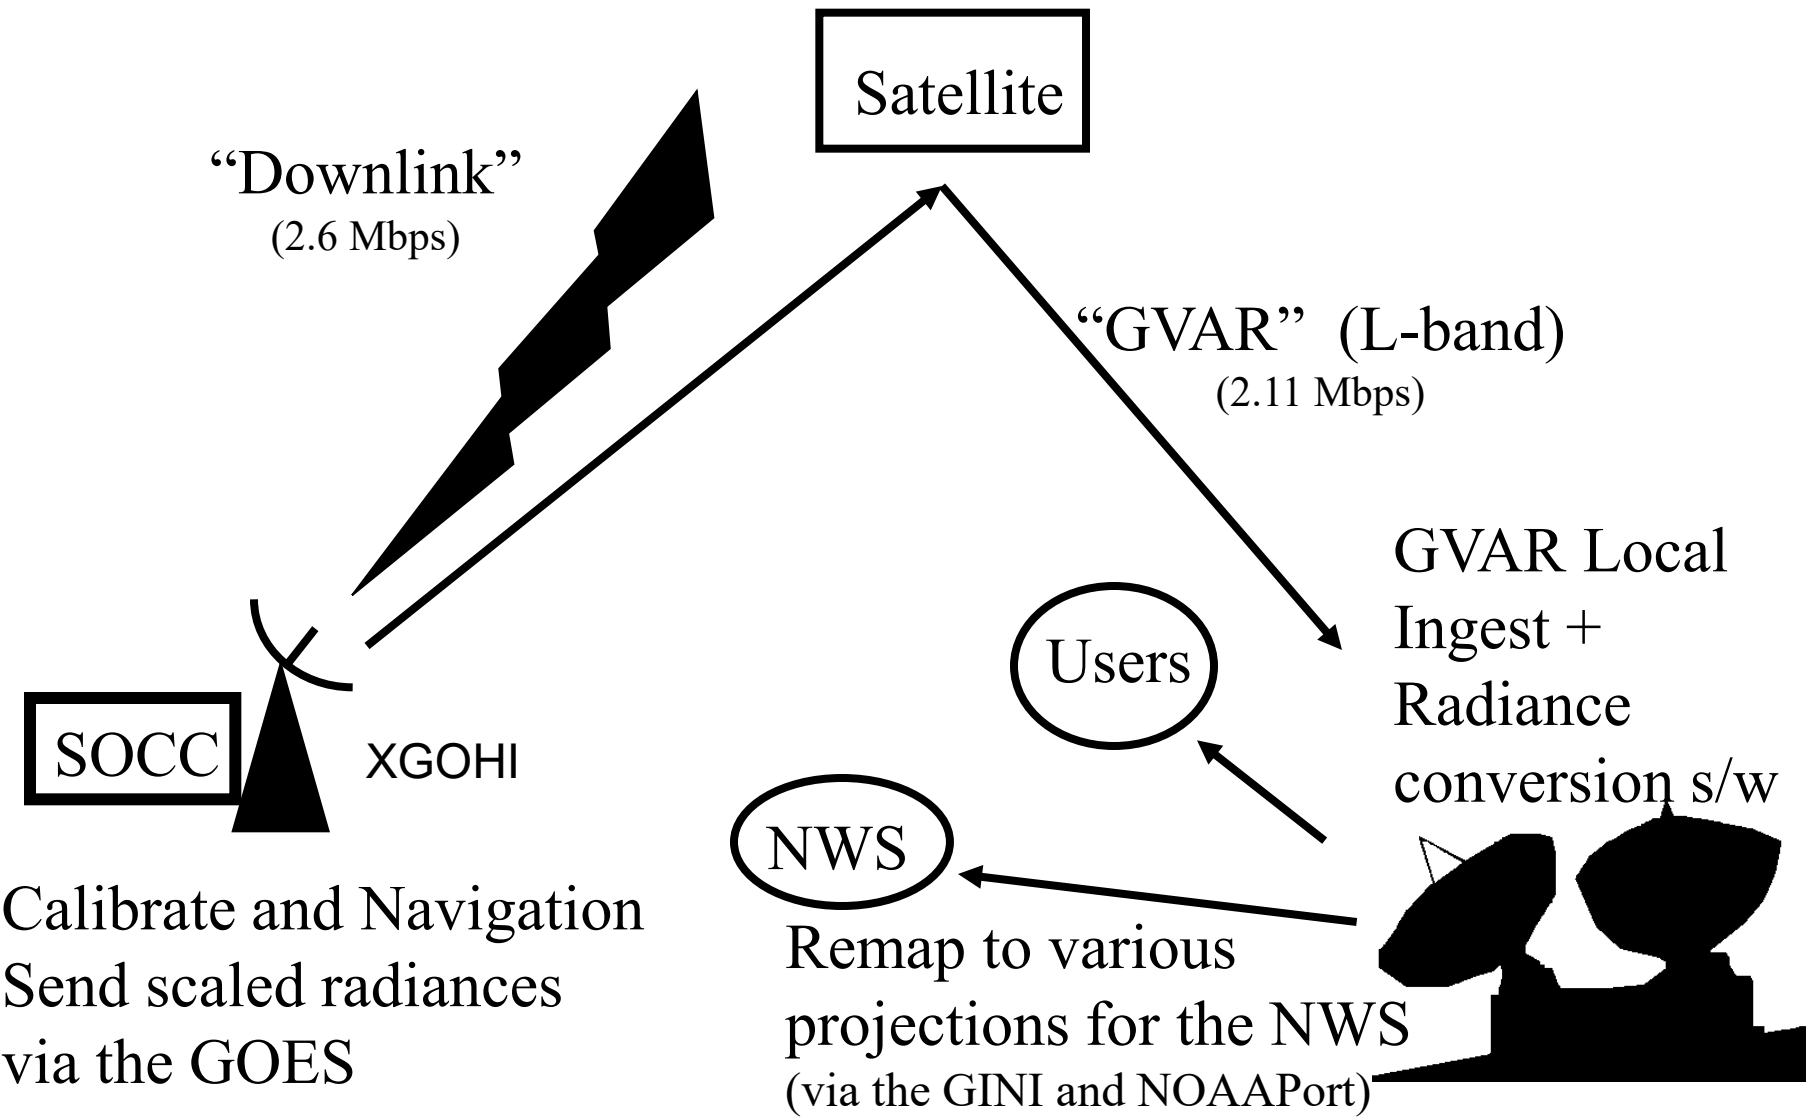 Satellite
“Downlink”
(2.6 Mbps)
“GVAR” (L-band)
(2.11 Mbps)
GVAR Local
Ingest +
Radiance
conversion s/w
Users
SOCC
XGOHI
NWS
Calibrate and Navigation
Send scaled radiances
via the GOES
Remap to various
projections for the NWS
(via the GINI and NOAAPort)